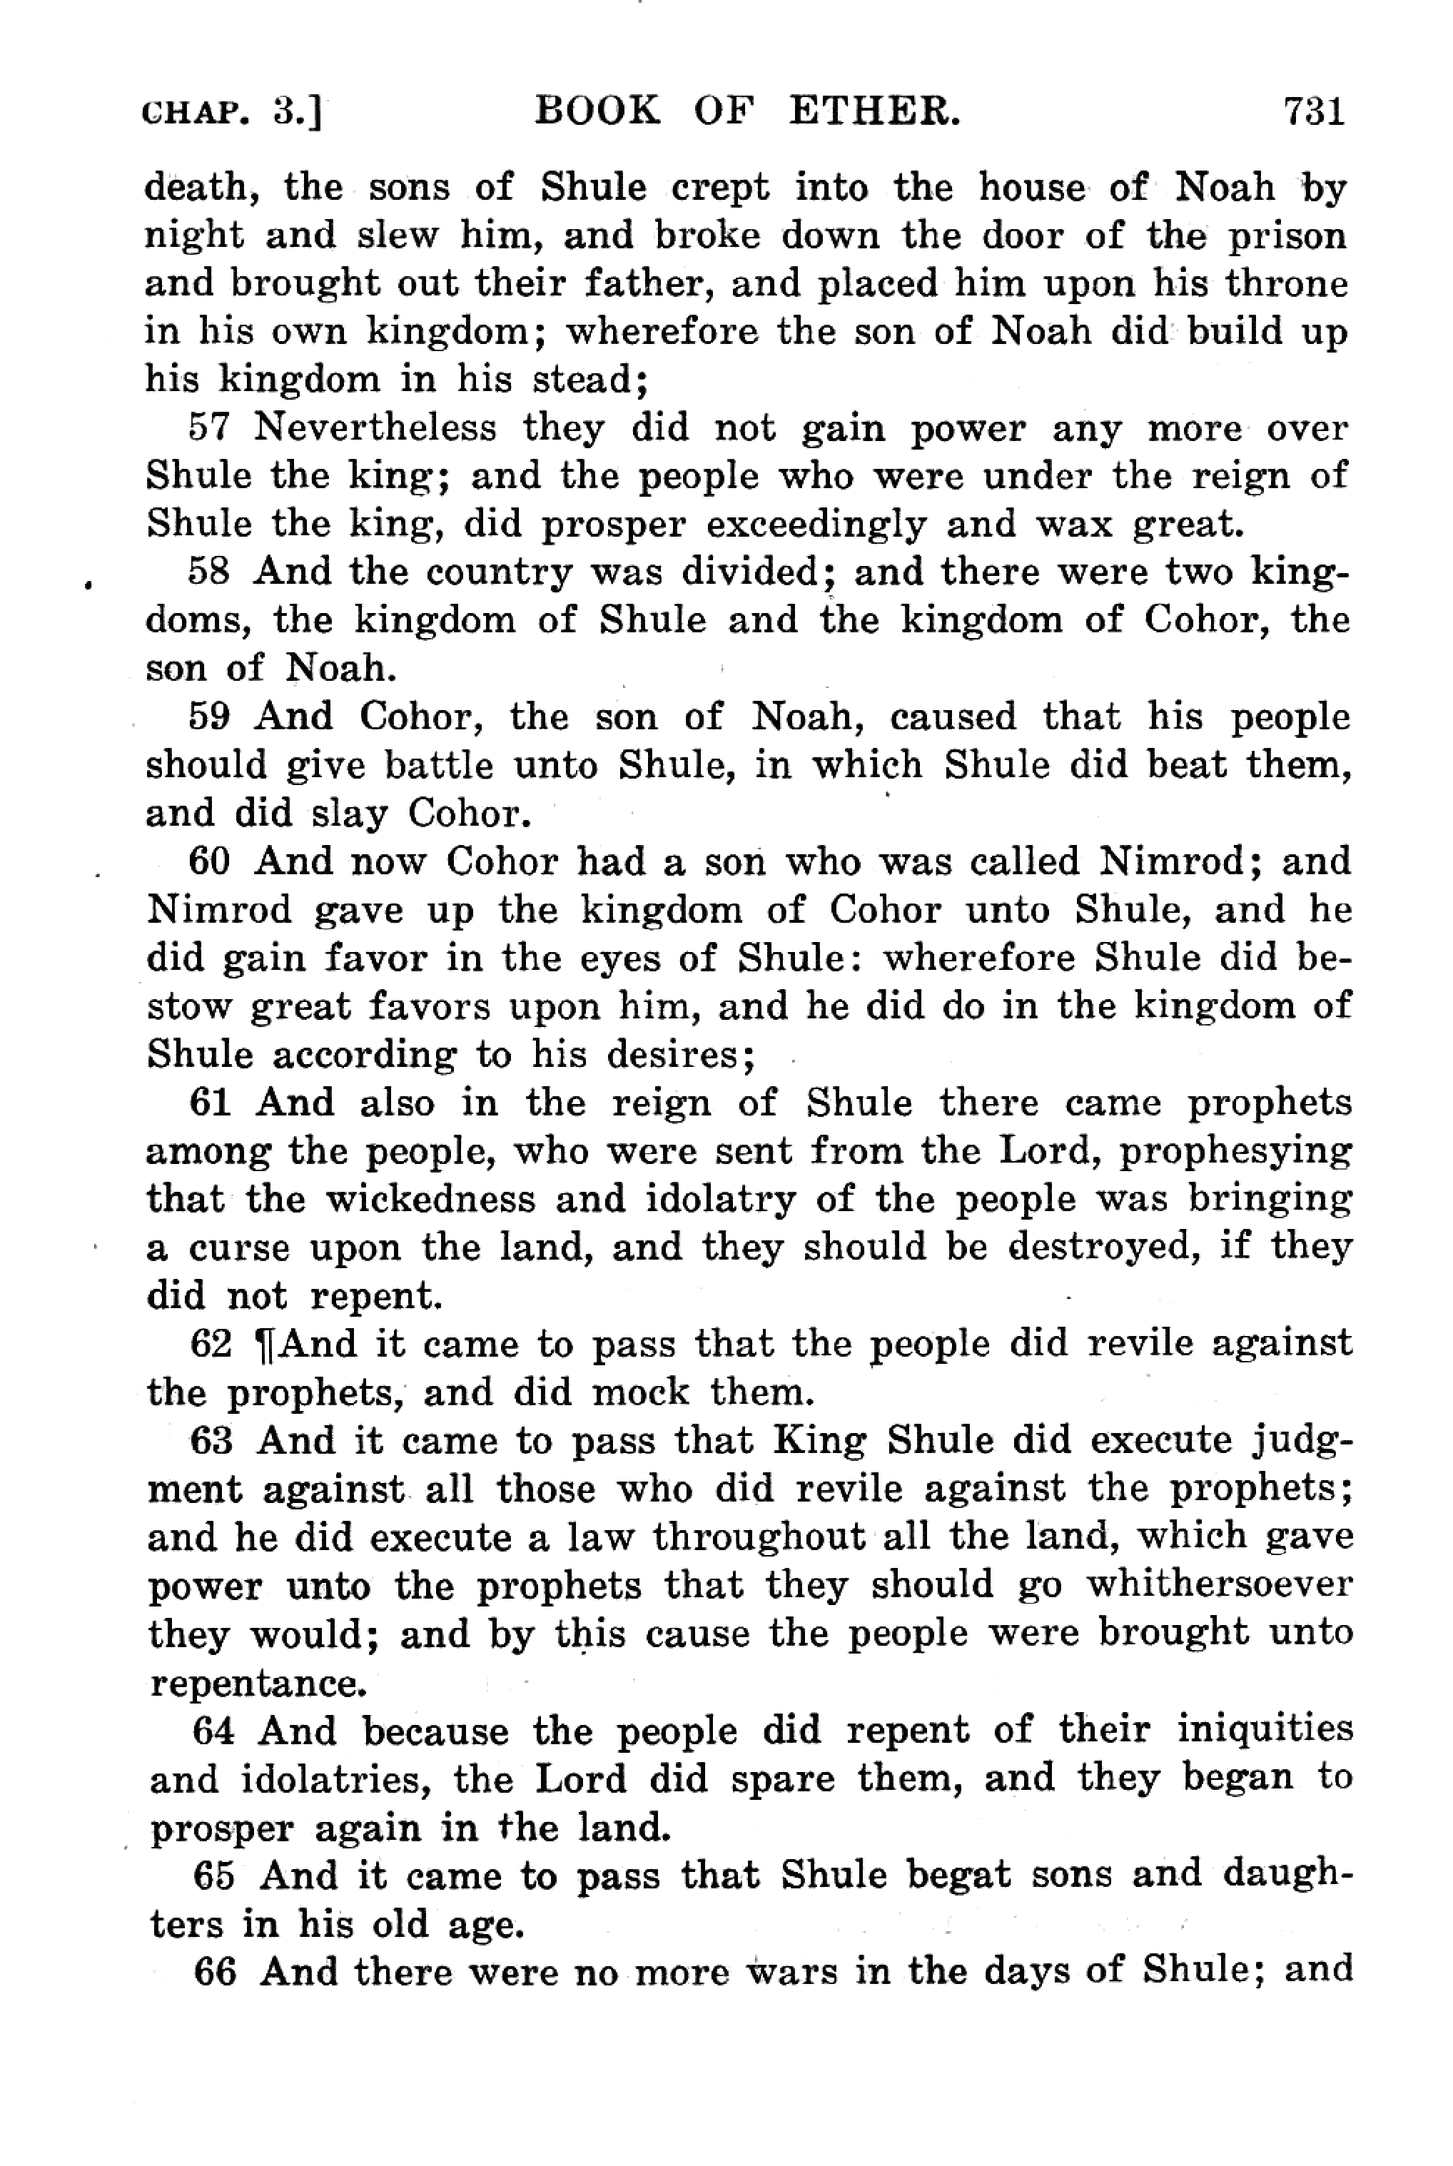 CHAP. 3.] BOOK OF ETHER. 731
death, the sons of Shule crept into the house of Noah by
night and slew him, and broke down the door of the prison
and brought out their father, and placed him upon his throne
in his own kingdom; wherefore the son of Noah did build up
his kingdom in his stead;
57 Nevertheless they did not gain power any more over
Shule the king; and the people who were under the reign of
Shule the king, did prosper exceedingly and wax great.
58 And the country was divided; and there were two king-
doms, the kingdom of Shule and the kingdom of Cohor, the
son of Noah.
59 And Cohor, the son of Noah, caused that his people
should give battle unto Shule, in which Shule did beat them,
and did slay Cohor.
60 And now Cohor had a son who was called Nimrod; and
Nimrod gave up the kingdom of Cohor unto Shule, and he
did gain favor in the eyes of Shule: wherefore Shule did be-
stow great favors upon him, and he did do in the kingdom of
Shule according to his desires;
61 And also in the reign of Shule there came prophets
among the people, who were sent from the Lord, prophesying
that the wickedness and idolatry of the people was bringing
a curse upon the land, and they should be destroyed, if they
did not repent.
62 ¶And it came to pass that the people did revile against
the prophets, and did mock them.
63 And it came to pass that King Shule did execute judg-
ment against all those who did revile against the prophets;
and he did execute a law throughout all the land, which gave
power unto the prophets that they should go whithersoever
they would; and by this cause the people were brought unto
repentance.
64 And because the people did repent of their iniquities
and idolatries, the Lord did spare them, and they began to
prosper again in the land.
65 And it came to pass that Shule begat sons and daugh-
ters in his old age.
66 And there were no more wars in the days of Shule; and